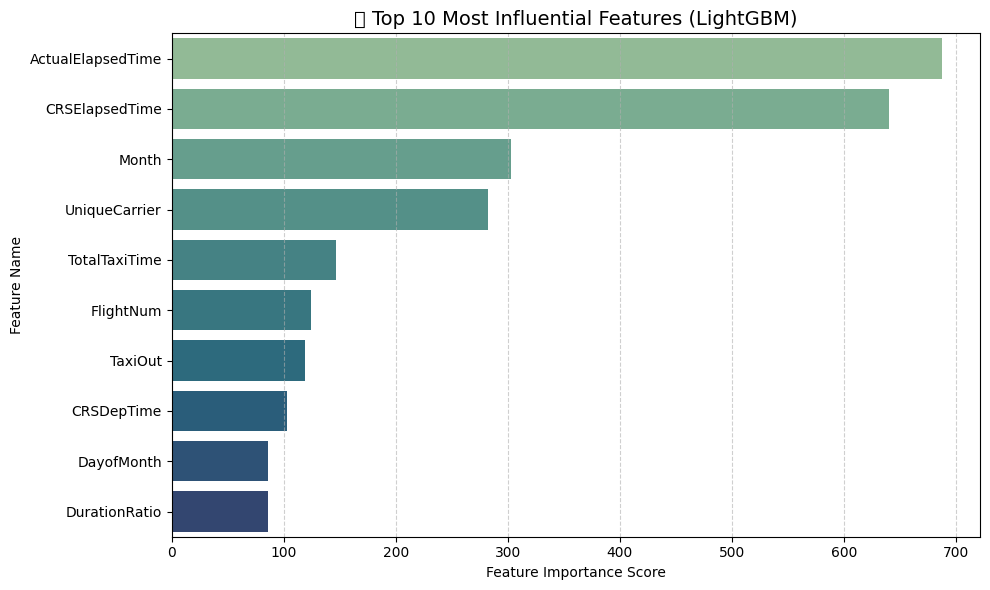 Top 10 Most Influential Features (LightGBM)
ActualElapsedTime
CRSElapsedTime
Month
UniqueCarrier
TotalTaxiTime
FlightNum
TaxiOut
CRSDepTime
DayofMonth
DurationRatio
Feature Name
0 100 200 300 400 500 600 700
Feature Importance Score